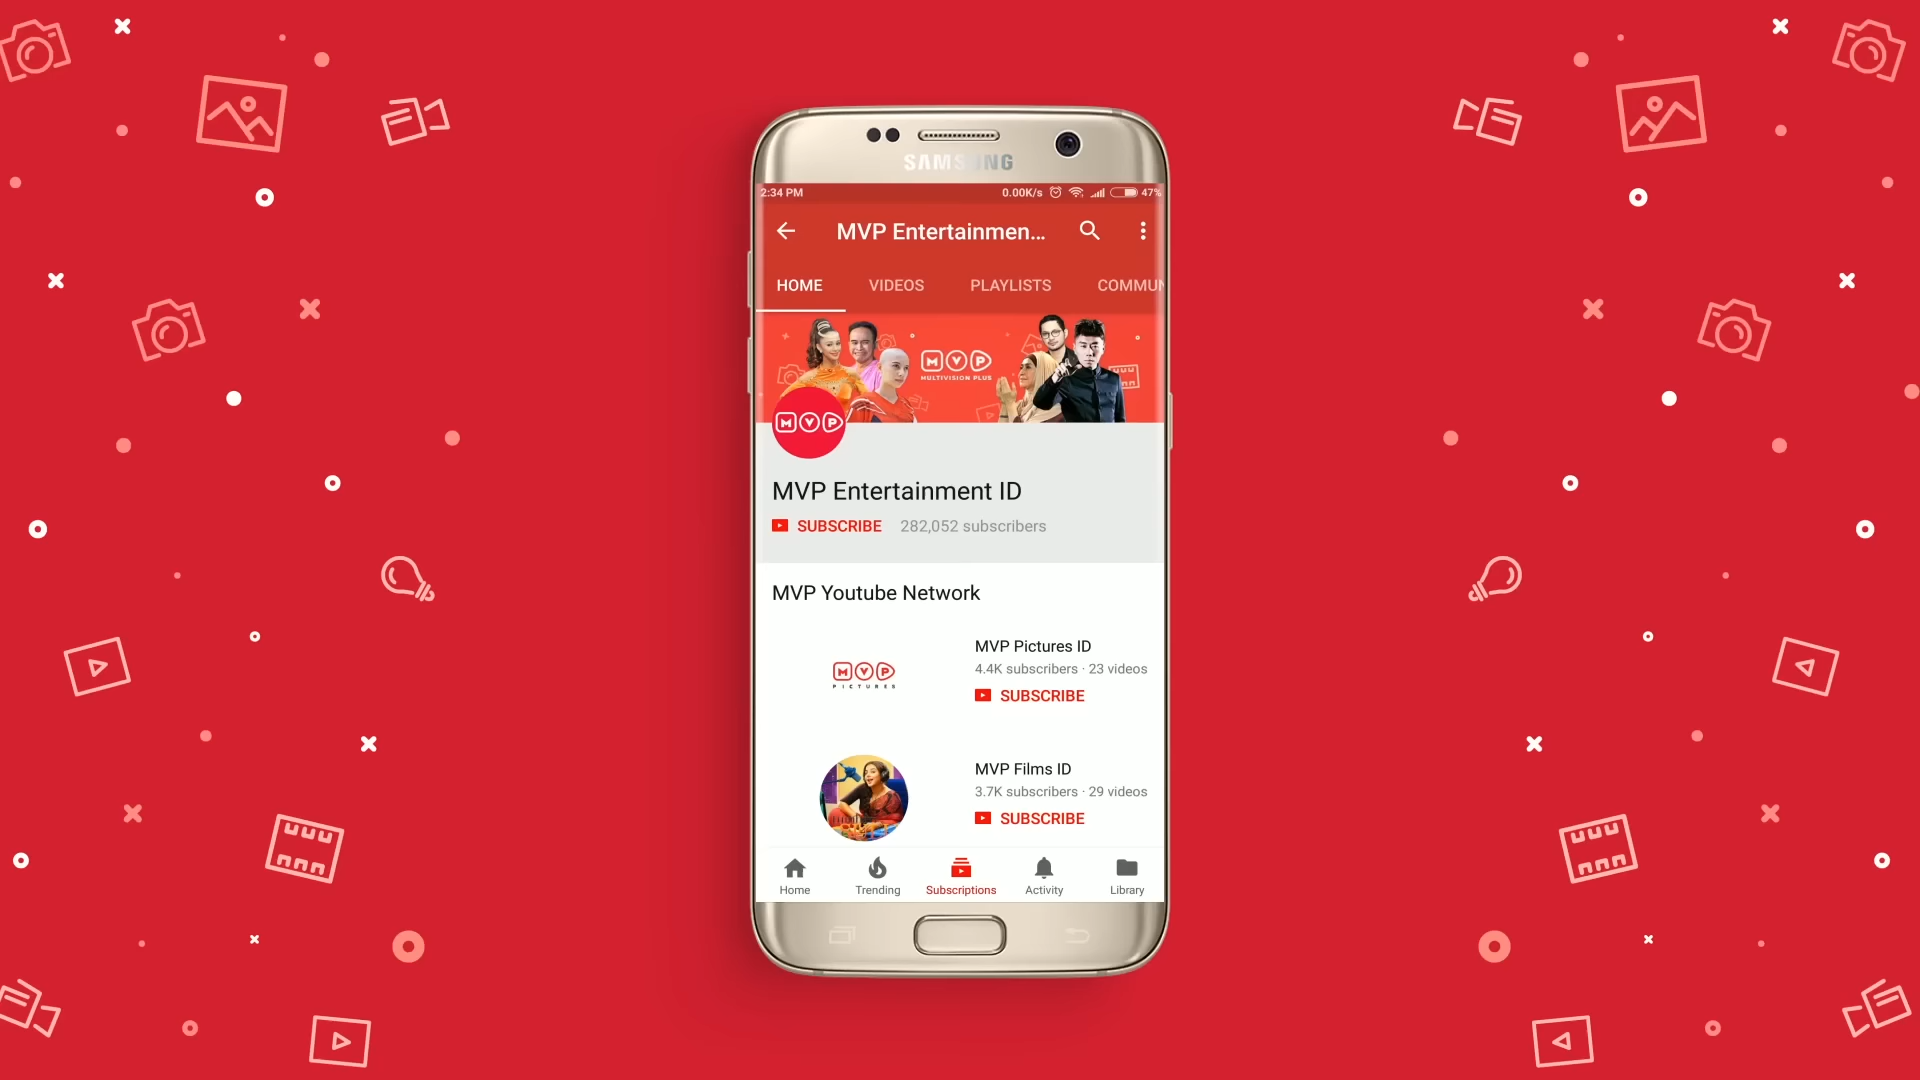 SAMSUNG
2:34 PM
0.00K/s
47%
MVP Entertainmen...
HOME
VIDEOS
PLAYLISTS
COMMUN
MVP
MULTIVISION PLUS
MVP
MVP Entertainment ID
SUBSCRIBE
282,052 subscribers
MVP Youtube Network
MVP
PICTURES
MVP Pictures ID
4.4K subscribers · 23 videos
SUBSCRIBE
MVP Films ID
3.7K subscribers · 29 videos
SUBSCRIBE
Home
Trending
Subscriptions
Activity
Library